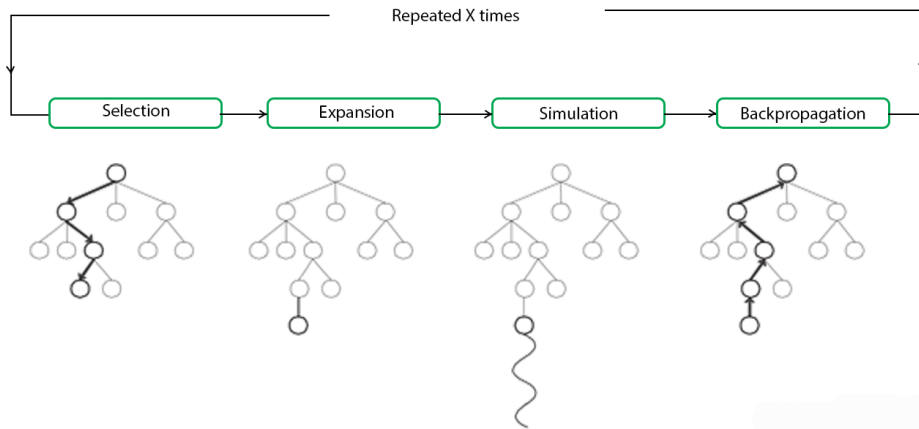 Repeated X times
Selection
Expansion
Simulation
Backpropagation